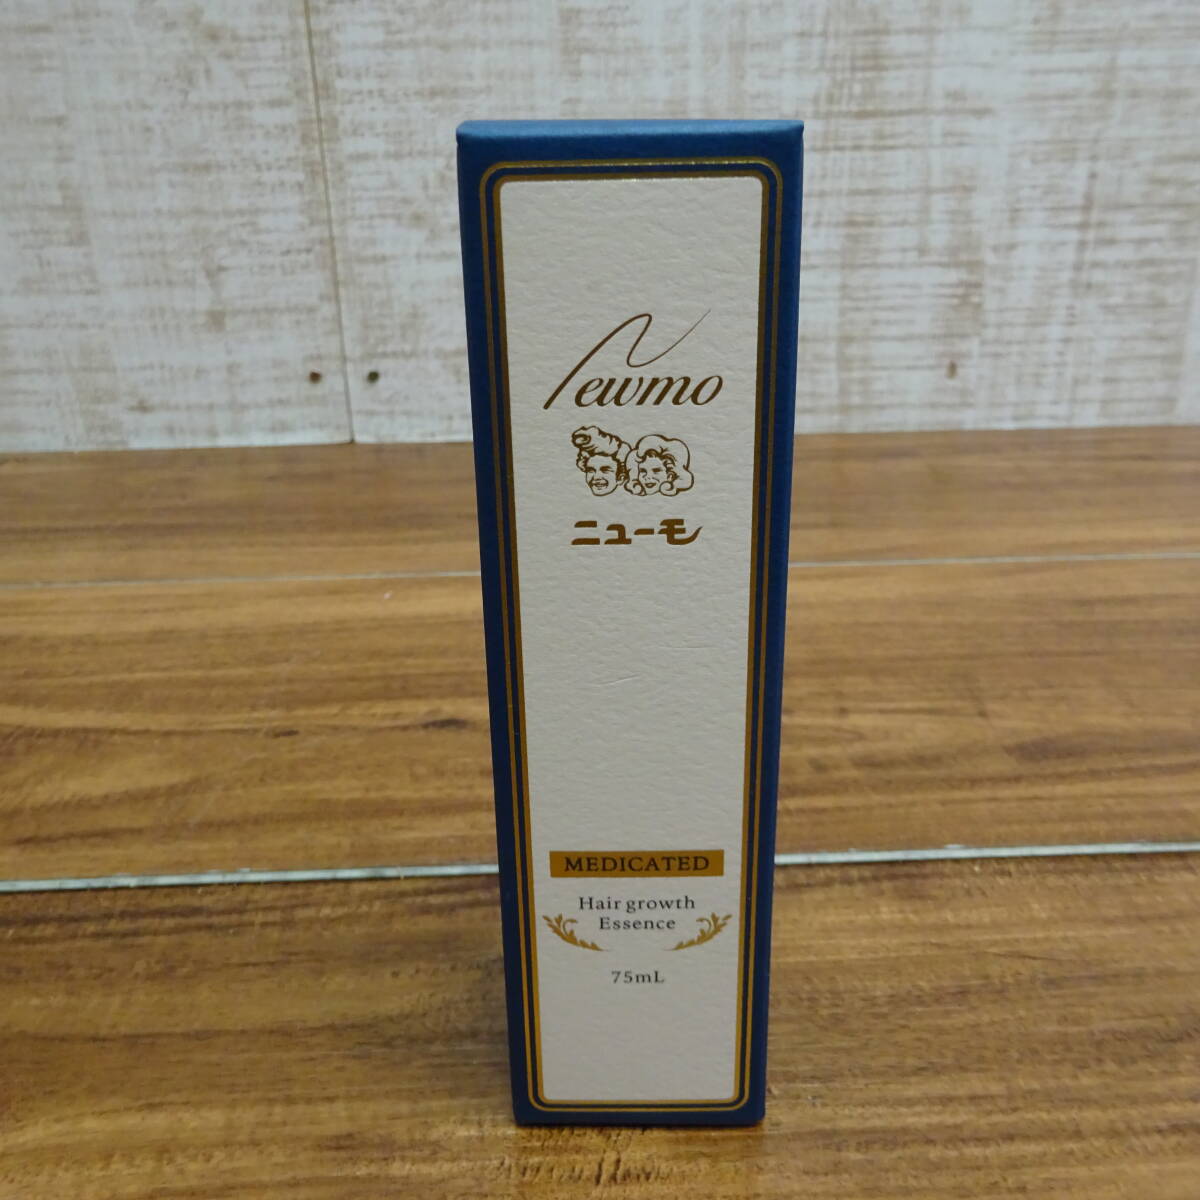 Newmo
ニューモ
MEDICATED
Hair growth
Essence
75mL